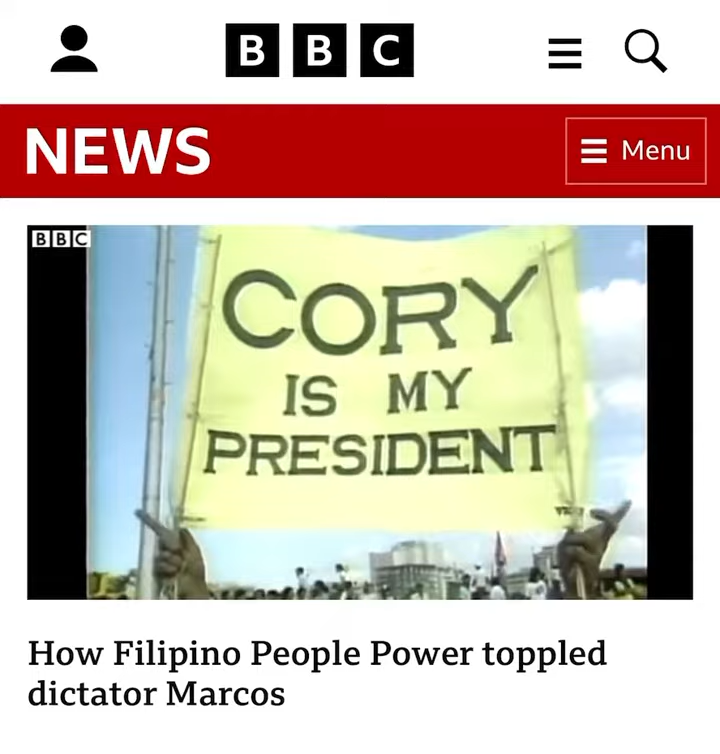 BBC
NEWS
Menu
BBC
CORY
IS MY
PRESIDENT
How Filipino People Power toppled
dictator Marcos